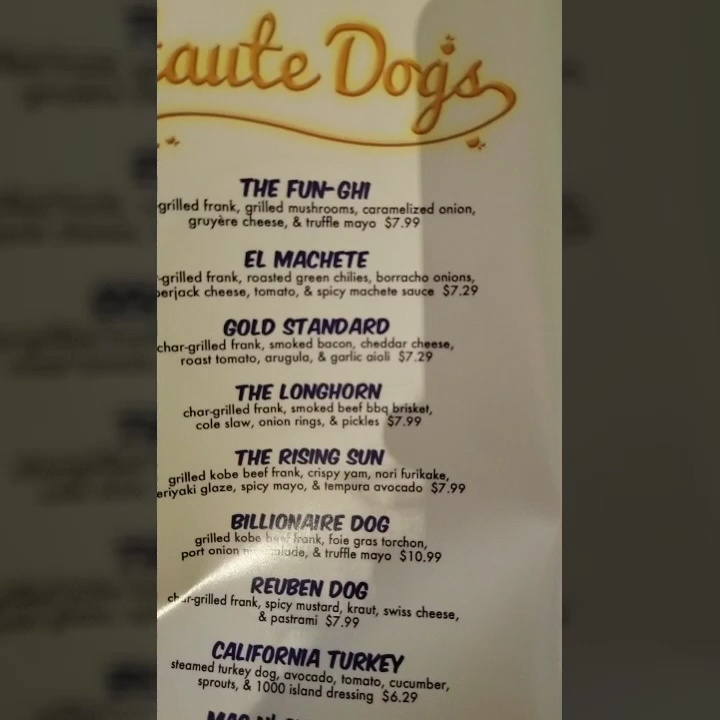 Dogs
THE FUN-GHI
grilled frank, grilled mushrooms, caramelized onion,
gruyère cheese, & truffle mayo $7.99
EL MACHETE
-grilled frank, roasted green chilies, borracho onions,
cheese, tomato, & spicy machete sauce $7.29
GOLD STANDARD
char-grilled frank, smoked bacon, cheddar cheese,
roast tomato, arugula, & garlic aioli $7.29
THE LONGHORN
char-grilled frank, smoked beef bbq brisket,
cole slaw, onion rings, & pickles $7.99
THE RISING SUN
grilled kobe beef frank, crispy yam, nori furikake,
glaze, spicy mayo, & tempura avocado $7.99
BILLIONAIRE DOG
grilled kobe beef frank, foie gras torchon,
port onion & truffle mayo $10.99
REUBEN DOG
char-grilled frank, spicy mustard, kraut, swiss cheese,
& pastrami $7.99
CALIFORNIA TURKEY
steamed turkey dog, avocado, tomato, cucumber,
sprouts, & 1000 island dressing $6.29